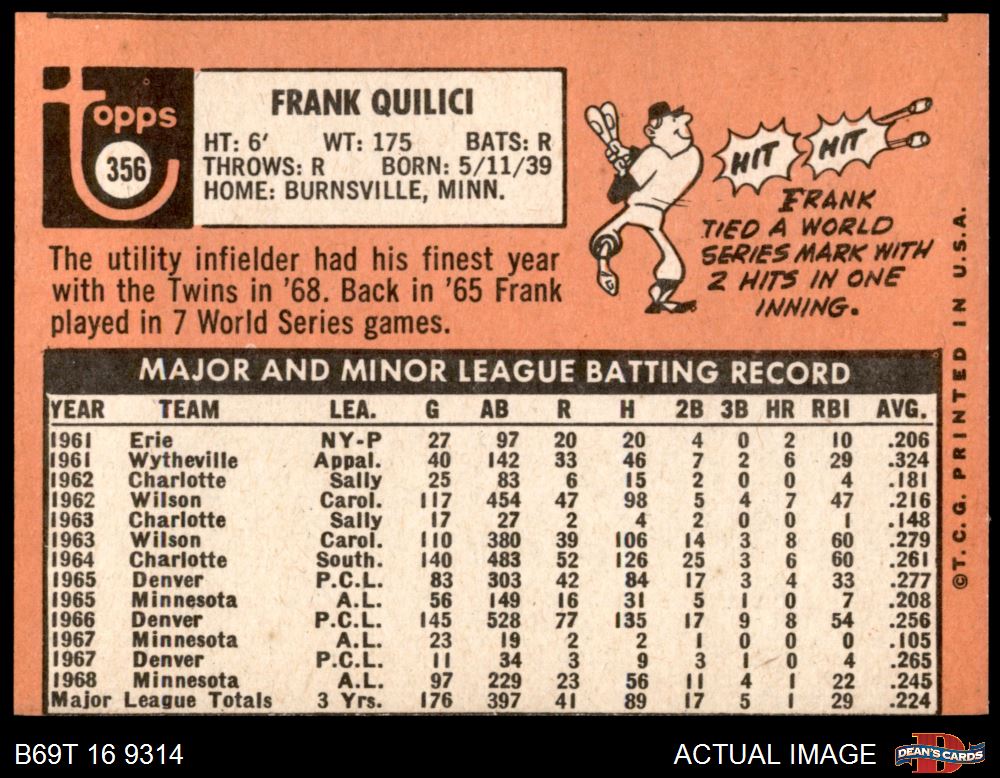 topps
356
FRANK QUILICI
HT: 6' WT: 175 BATS: R
THROWS: R BORN: 5/11/39
HOME: BURNSVILLE, MINN.
The utility infielder had his finest year
with the Twins in '68. Back in '65 Frank
played in 7 World Series games.
HIT HIT
FRANK
TIED A WORLD
SERIES MARK WITH
2 HITS IN ONE
INNING.
MAJOR AND MINOR LEAGUE BATTING RECORD
YEAR TEAM LEA. G AB R H 2B 3B HR RBI AVG.
1961 Erie NY-P 27 97 20 20 4 0 2 10 .206
1961 Wytheville Appal. 40 142 33 46 7 2 6 29 .324
1962 Charlotte Sally 25 83 6 15 2 0 0 4 .181
1962 Wilson Carol. 117 454 47 98 5 4 7 47 .216
1963 Charlotte Sally 17 27 2 4 2 0 0 1 .148
1963 Wilson Carol. 110 380 39 106 14 3 8 60 .279
1964 Charlotte South. 140 483 52 126 25 3 6 60 .261
1965 Denver P.C.L. 83 303 42 84 17 3 4 33 .277
1965 Minnesota A.L. 56 149 16 31 5 1 0 7 .208
1966 Denver P.C.L. 145 528 77 135 17 9 8 54 .256
1967 Minnesota A.L. 23 19 2 2 1 0 0 0 .105
1967 Denver P.C.L. 11 34 3 9 3 1 0 4 .265
1968 Minnesota A.L. 97 229 23 56 11 4 1 22 .245
Major League Totals 3 Yrs. 176 397 41 89 17 5 1 29 .224
©T.C.G. PRINTED IN U.S.A.
B69T 16 9314
ACTUAL IMAGE
DEAN'S CARDS